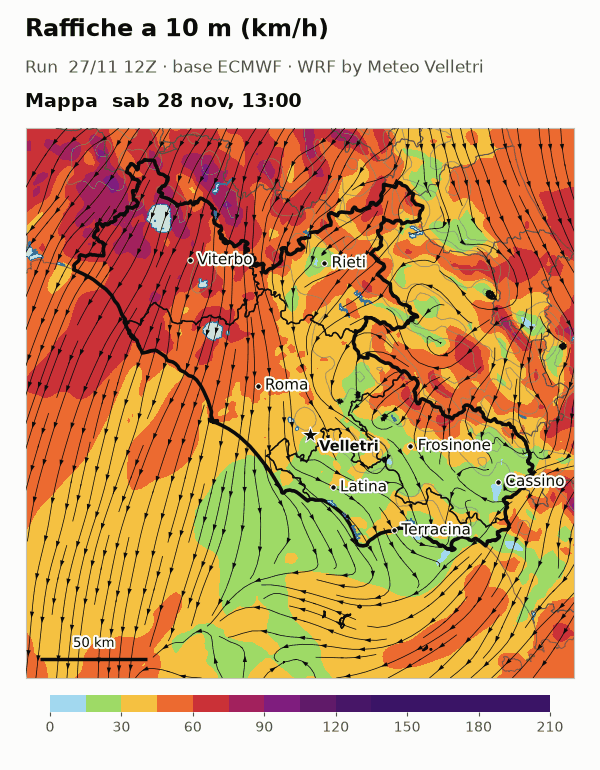 Raffiche a 10 m (km/h)
Run 27/11 12Z · base ECMWF · WRF by Meteo Velletri
Mappa sab 28 nov, 13:00
Viterbo
Rieti
Roma
Velletri
Frosinone
Latina
Cassino
Terracina
50 km
0 30 60 90 120 150 180 210